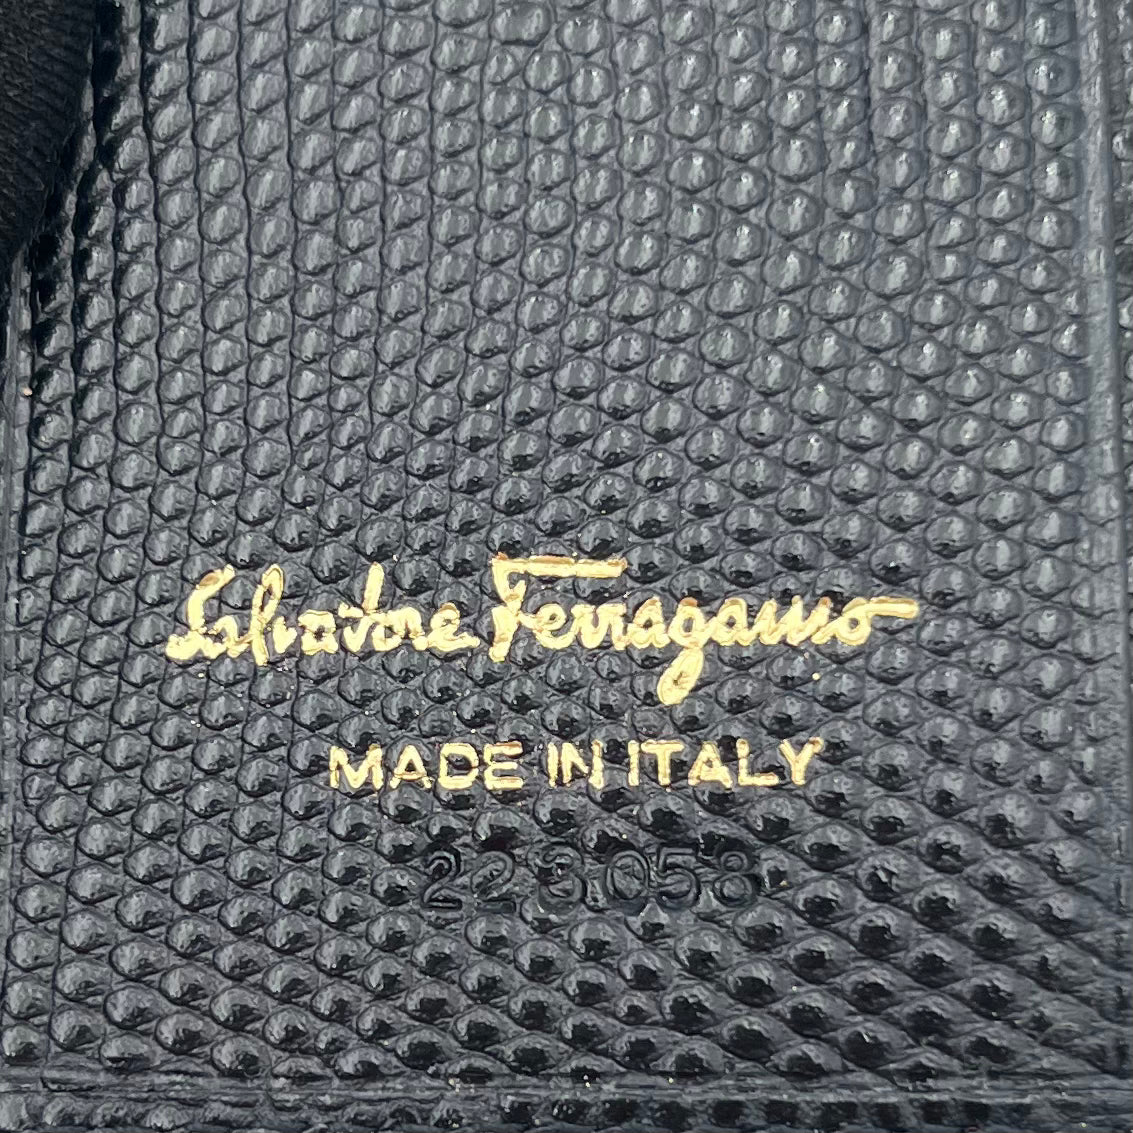 Salvatore Ferragamo
MADE IN ITALY
223058